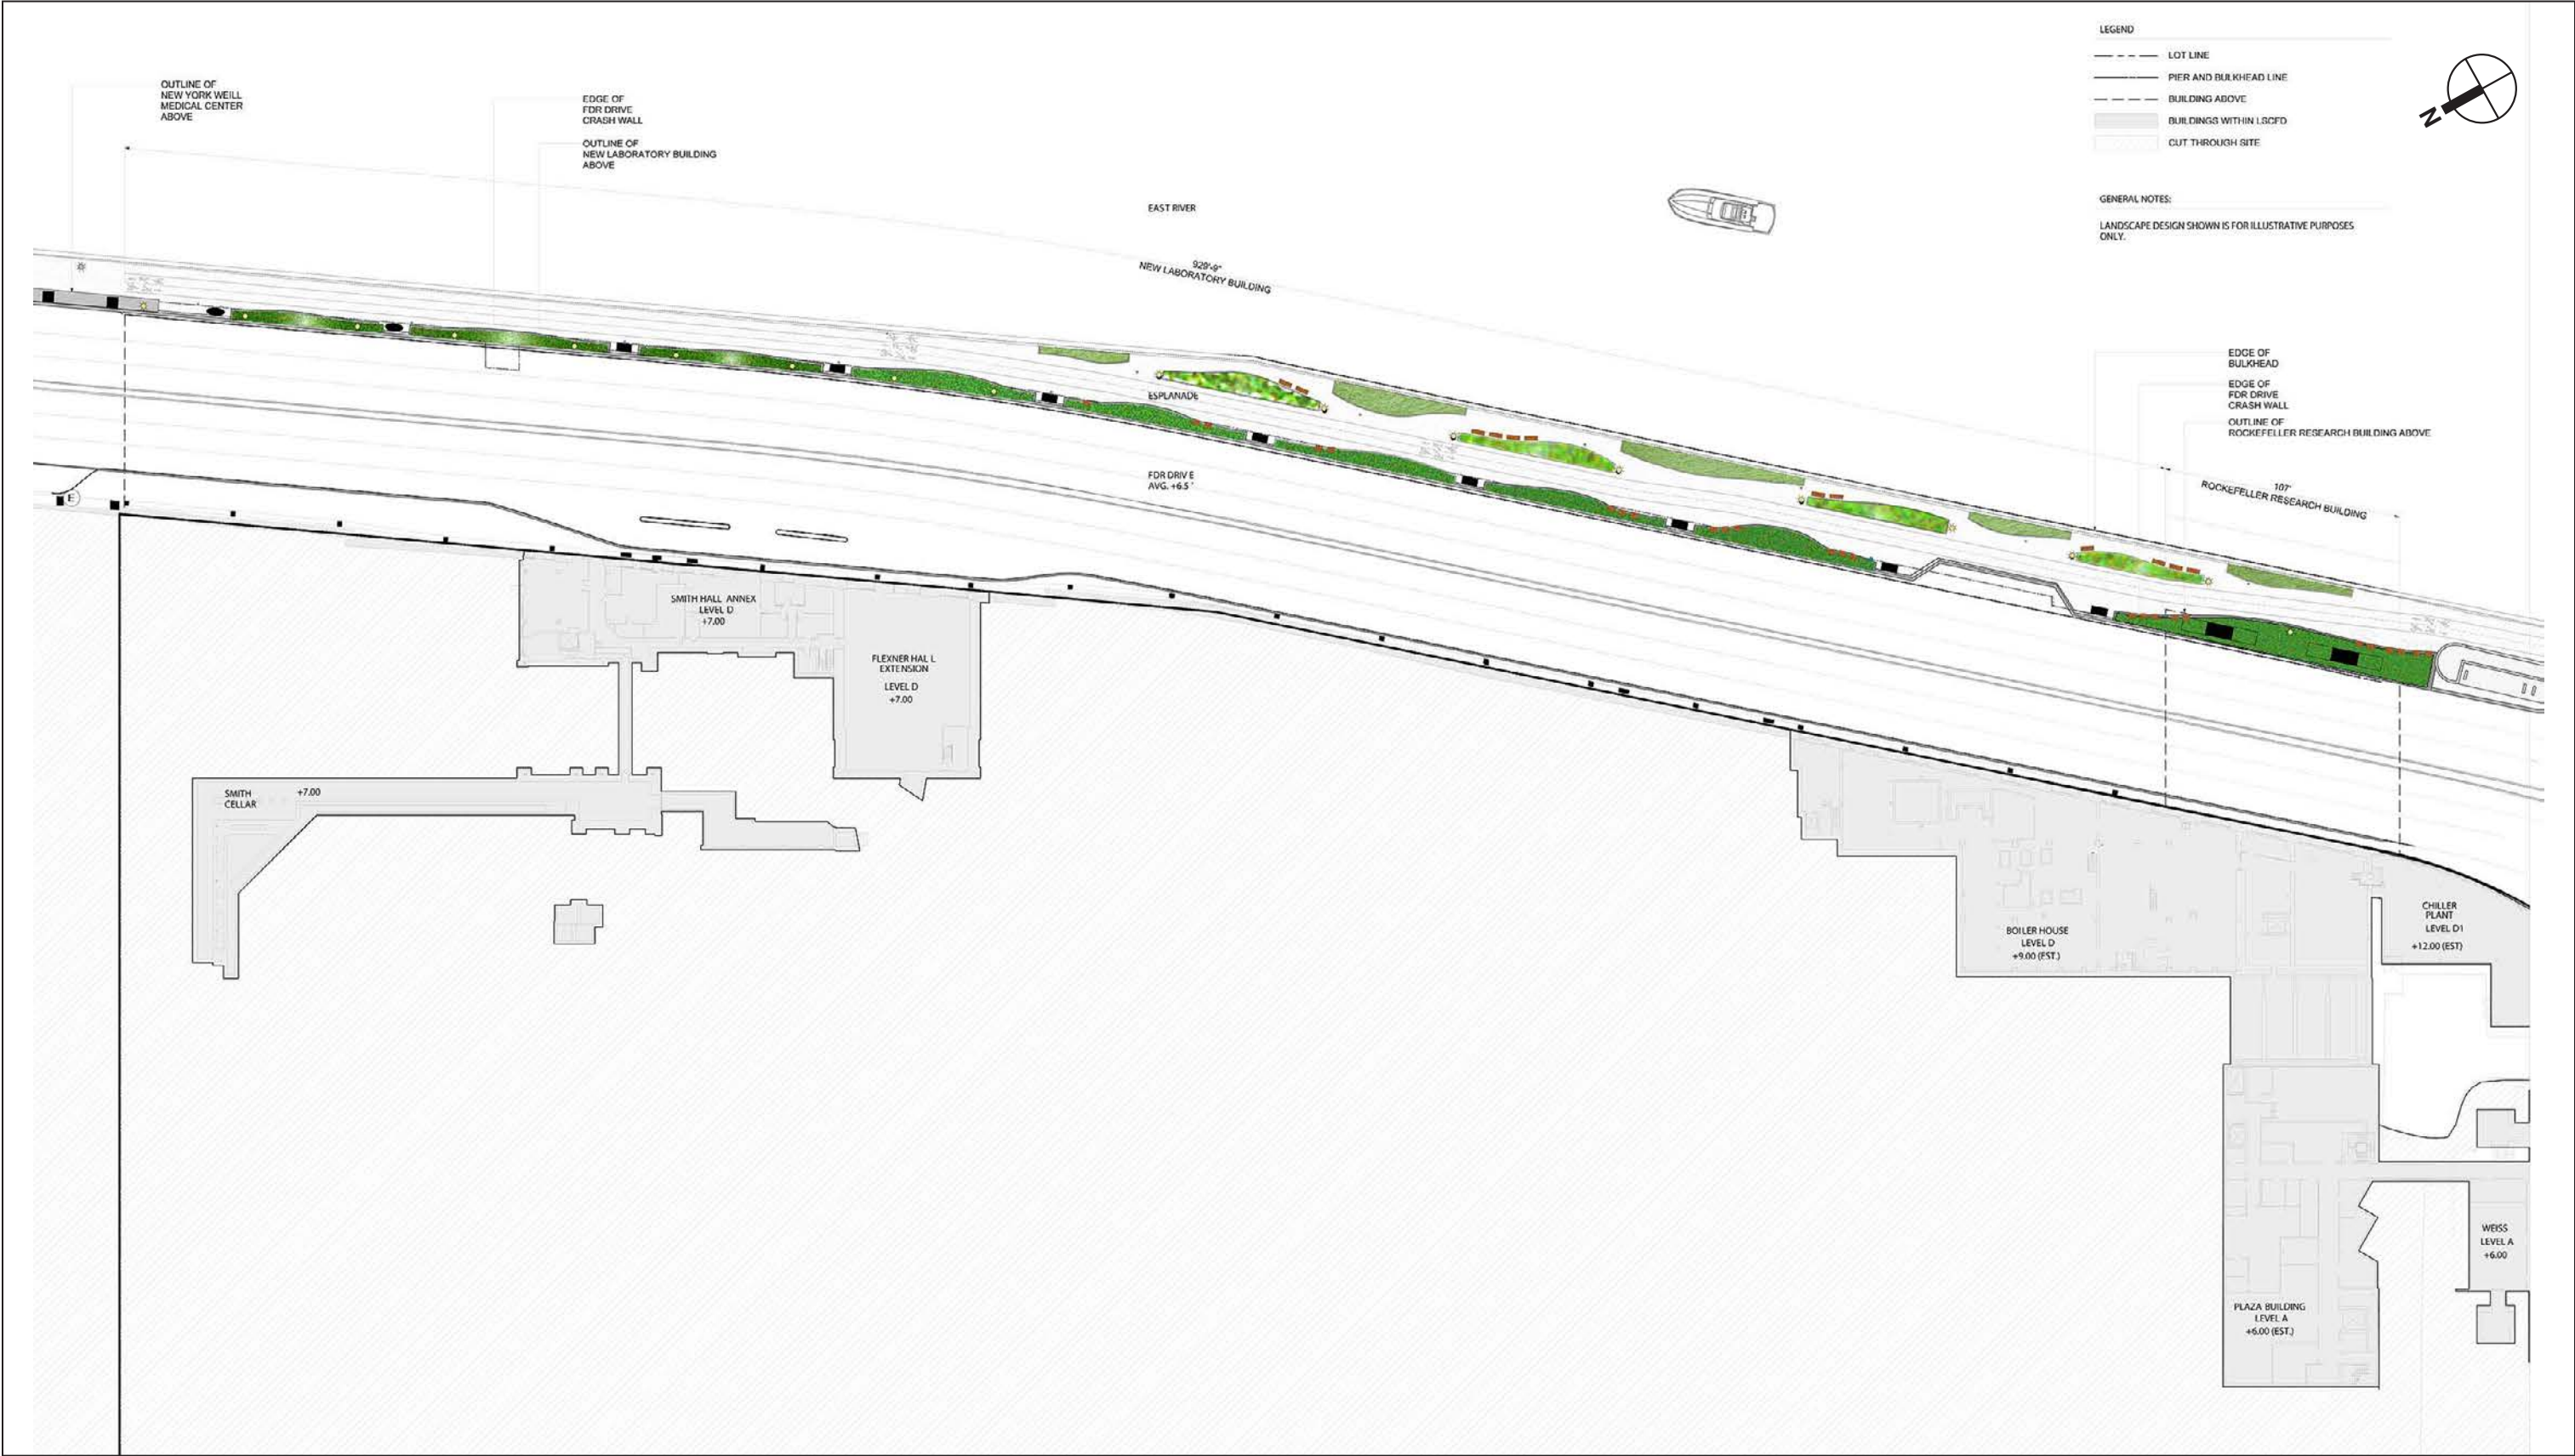 OUTLINE OF
NEW YORK WEILL
MEDICAL CENTER
ABOVE
EDGE OF
FDR DRIVE
CRASH WALL
OUTLINE OF
NEW LABORATORY BUILDING
ABOVE
EAST RIVER
929'-9"
NEW LABORATORY BUILDING
LEGEND
LOT LINE
PIER AND BULKHEAD LINE
BUILDING ABOVE
BUILDINGS WITHIN LSCFD
CUT THROUGH SITE
N
GENERAL NOTES:
LANDSCAPE DESIGN SHOWN IS FOR ILLUSTRATIVE PURPOSES
ONLY.
EDGE OF
BULKHEAD
EDGE OF
FDR DRIVE
CRASH WALL
OUTLINE OF
ROCKEFELLER RESEARCH BUILDING ABOVE
107'
ROCKEFELLER RESEARCH BUILDING
ESPLANADE
FDR DRIVE
AVG. +6.5'
E
SMITH HALL ANNEX
LEVEL D
+7.00
FLEXNER HALL
EXTENSION
LEVEL D
+7.00
SMITH
CELLAR
+7.00
BOILER HOUSE
LEVEL D
+9.00 (EST.)
CHILLER
PLANT
LEVEL D1
+12.00 (EST)
WEISS
LEVEL A
+6.00
PLAZA BUILDING
LEVEL A
+6.00 (EST.)